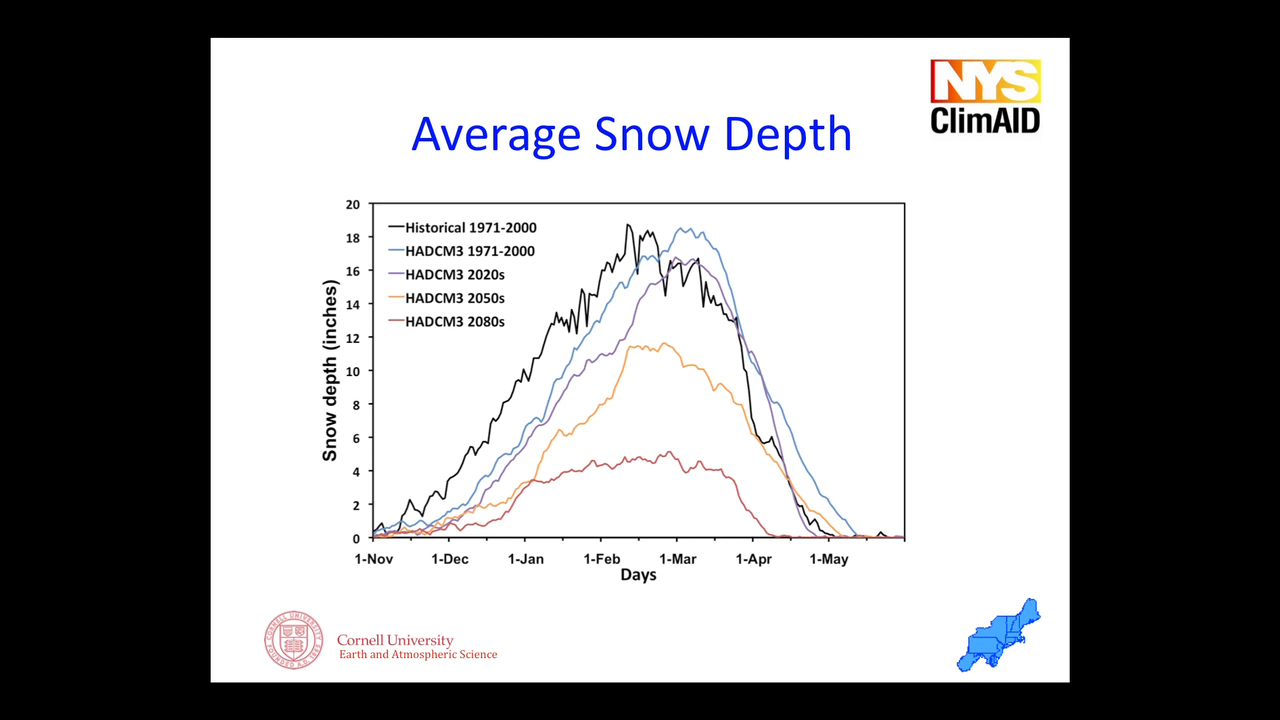 NYS
ClimAID
Average Snow Depth
20
18
16
14
12
10
8
6
4
2
0
Snow depth (inches)
Historical 1971-2000
HADCM3 1971-2000
HADCM3 2020s
HADCM3 2050s
HADCM3 2080s
1-Nov 1-Dec 1-Jan 1-Feb 1-Mar 1-Apr 1-May
Days
Cornell University
Earth and Atmospheric Science